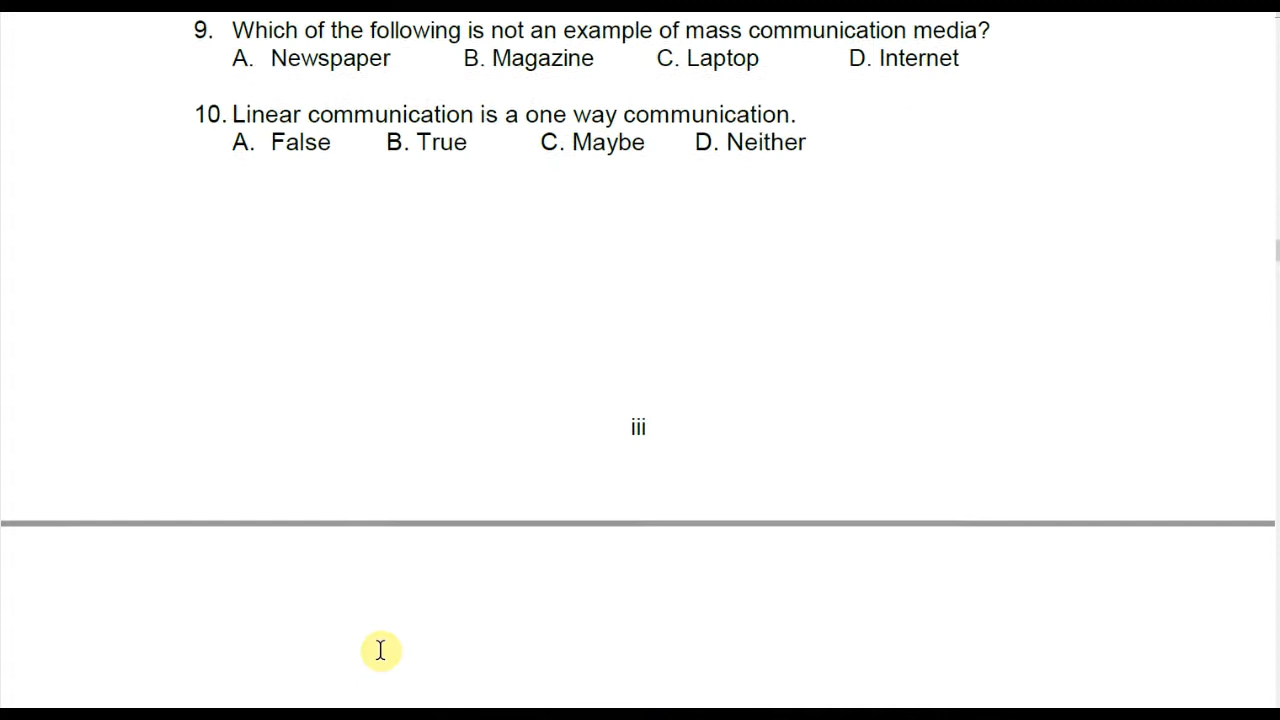 9. Which of the following is not an example of mass communication media?
A. Newspaper B. Magazine C. Laptop D. Internet
10. Linear communication is a one way communication.
A. False B. True C. Maybe D. Neither
iii